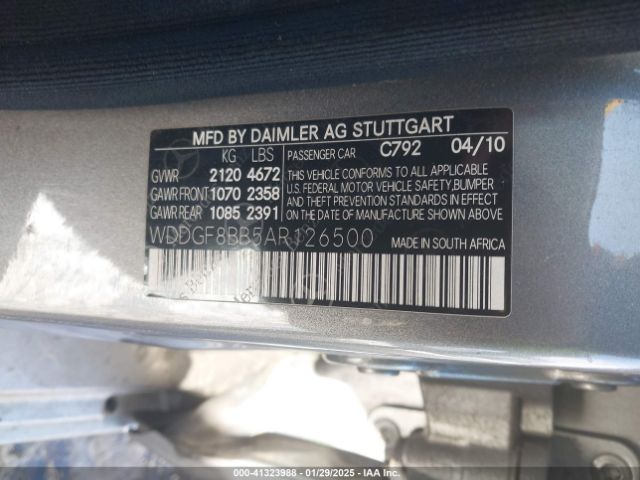 MFD BY DAIMLER AG STUTTGART
KG LBS PASSENGER CAR C792 04/10
GVWR 2120 4672
GAWR FRONT 1070 2358
GAWR REAR 1085 2391
THIS VEHICLE CONFORMS TO ALL APPLICABLE
U.S. FEDERAL MOTOR VEHICLE SAFETY, BUMPER
AND THEFT PREVENTION STANDARDS IN EFFECT
ON THE DATE OF MANUFACTURE SHOWN ABOVE.
WDDGF8BB5AR126500 MADE IN SOUTH AFRICA
000-41323988 - 01/29/2025 - IAA Inc.